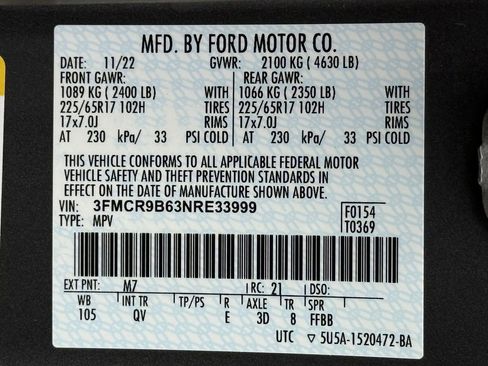 MFD. BY FORD MOTOR CO.
DATE: 11/22 GVWR: 2100 KG ( 4630 LB)
FRONT GAWR: REAR GAWR:
1089 KG ( 2400 LB) WITH 1066 KG ( 2350 LB) WITH
225/65R17 102H TIRES 225/65R17 102H TIRES
17x7.0J RIMS 17x7.0J RIMS
AT 230 kPa/ 33 PSI COLD AT 230 kPa/ 33 PSI COLD
THIS VEHICLE CONFORMS TO ALL APPLICABLE FEDERAL MOTOR
VEHICLE SAFETY AND THEFT PREVENTION STANDARDS IN
EFFECT ON THE DATE OF MANUFACTURE SHOWN ABOVE.
VIN: 3FMCR9B63NRE33999 F0154
TYPE: MPV T0369
EXT PNT: M7 RC: 21 DSO:
WB INT TR TP/PS R AXLE TR SPR
105 QV E 3D 8 FFBB
UTC ▽ 5U5A-1520472-BA